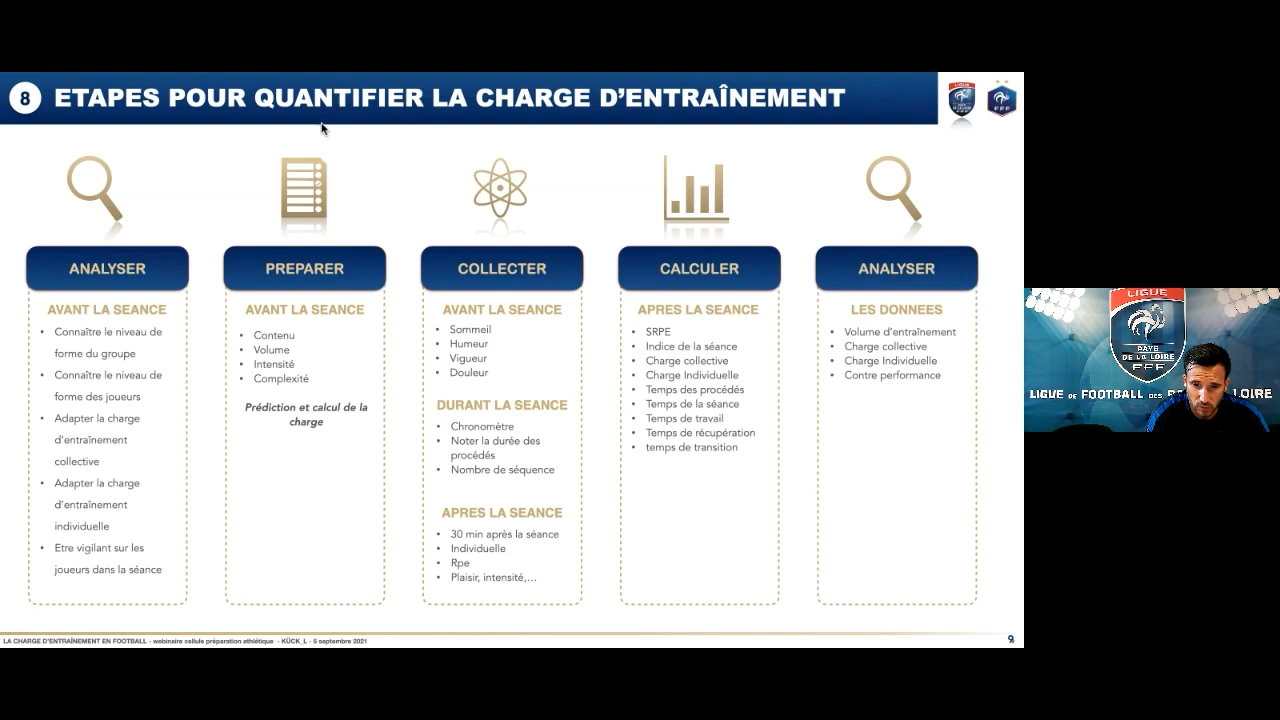 8 ETAPES POUR QUANTIFIER LA CHARGE D'ENTRAÎNEMENT
ANALYSER
AVANT LA SEANCE
• Connaître le niveau de
forme du groupe
• Connaître le niveau de
forme des joueurs
• Adapter la charge
d'entraînement
collective
• Adapter la charge
d'entraînement
individuelle
• Etre vigilant sur les
joueurs dans la séance
PREPARER
AVANT LA SEANCE
• Contenu
• Volume
• Intensité
• Complexité
Prédiction et calcul de la
charge
COLLECTER
AVANT LA SEANCE
• Sommeil
• Humeur
• Vigueur
• Douleur
DURANT LA SEANCE
• Chronomètre
• Noter la durée des
procédés
• Nombre de séquence
APRES LA SEANCE
• 30 min après la séance
• Individuelle
• Rpe
• Plaisir, intensité,...
CALCULER
APRES LA SEANCE
• SRPE
• Indice de la séance
• Charge collective
• Charge Individuelle
• Temps des procédés
• Temps de la séance
• Temps de travail
• Temps de récupération
• temps de transition
ANALYSER
LES DONNEES
• Volume d'entraînement
• Charge collective
• Charge Individuelle
• Contre performance
LIGUE
PAYS
DE LA LOIRE
FFF
LIGUE DE FOOTBALL DES
LOIRE
LA CHARGE D'ENTRAÎNEMENT EN FOOTBALL - webinaire cellule préparation athlétique - KÜCK_L - 5 septembre 2021